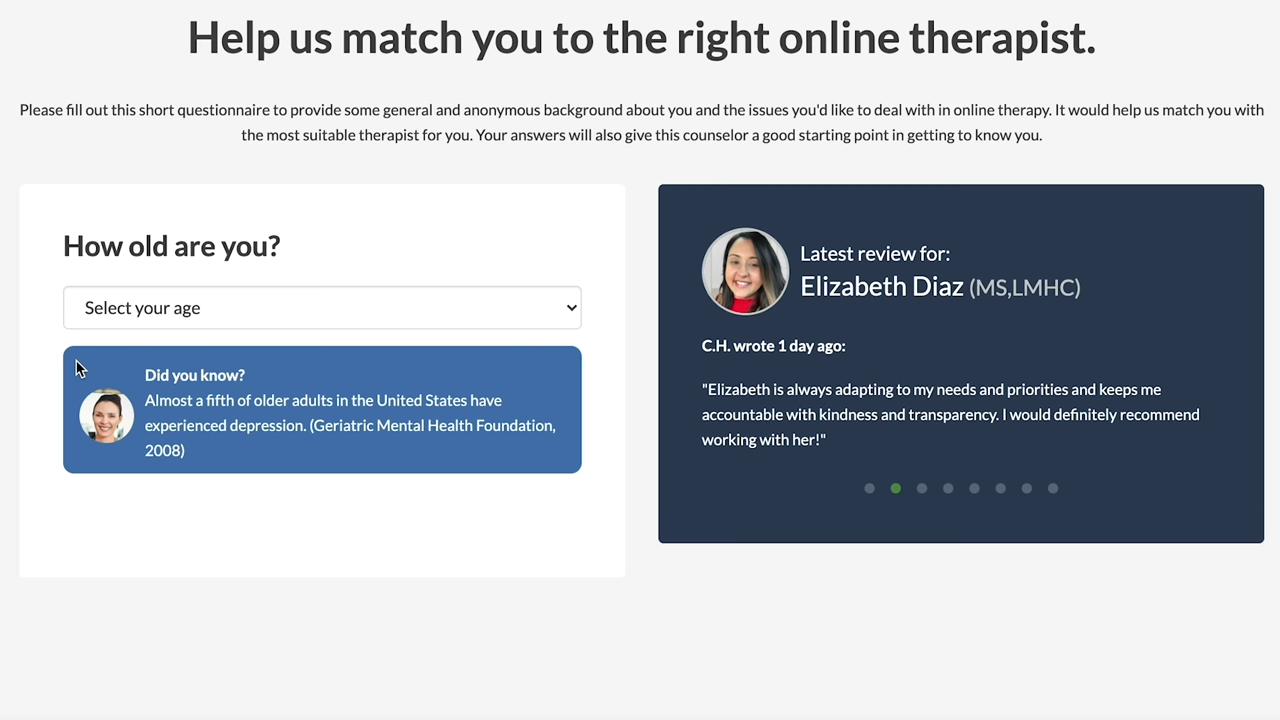 Help us match you to the right online therapist.
Please fill out this short questionnaire to provide some general and anonymous background about you and the issues you'd like to deal with in online therapy. It would help us match you with
the most suitable therapist for you. Your answers will also give this counselor a good starting point in getting to know you.
How old are you?
Select your age
Did you know?
Almost a fifth of older adults in the United States have
experienced depression. (Geriatric Mental Health Foundation,
2008)
Latest review for:
Elizabeth Diaz (MS,LMHC)
C.H. wrote 1 day ago:
"Elizabeth is always adapting to my needs and priorities and keeps me
accountable with kindness and transparency. I would definitely recommend
working with her!"